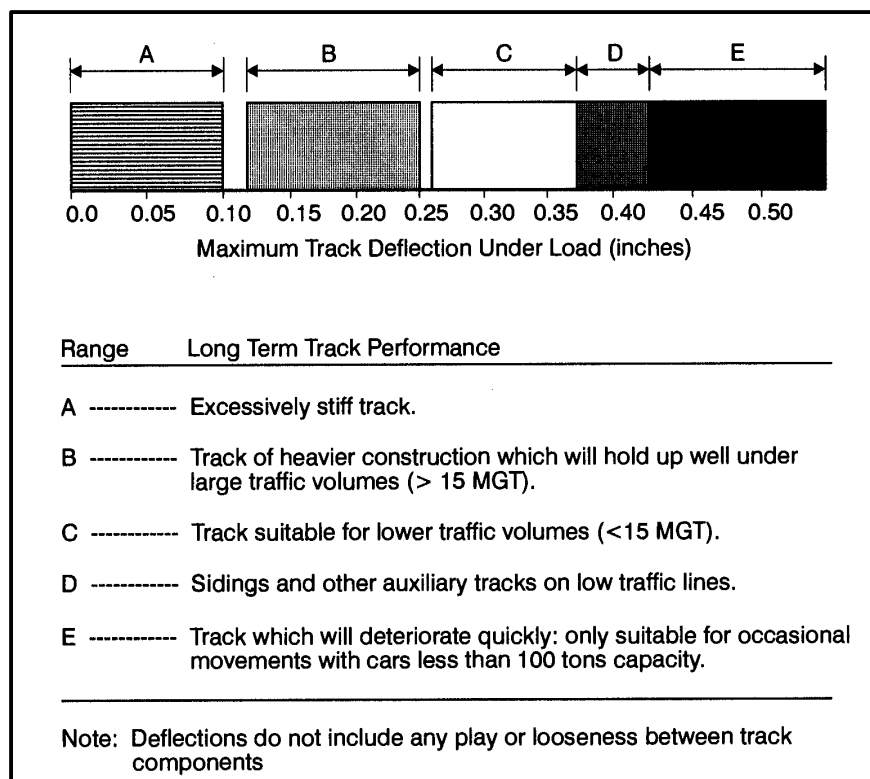 A B C D E
0.0 0.05 0.10 0.15 0.20 0.25 0.30 0.35 0.40 0.45 0.50
Maximum Track Deflection Under Load (inches)
Range Long Term Track Performance
A ------------ Excessively stiff track.
B ------------ Track of heavier construction which will hold up well under
large traffic volumes (> 15 MGT).
C ------------ Track suitable for lower traffic volumes (<15 MGT).
D ------------ Sidings and other auxiliary tracks on low traffic lines.
E ------------ Track which will deteriorate quickly: only suitable for occasional
movements with cars less than 100 tons capacity.
Note: Deflections do not include any play or looseness between track
components